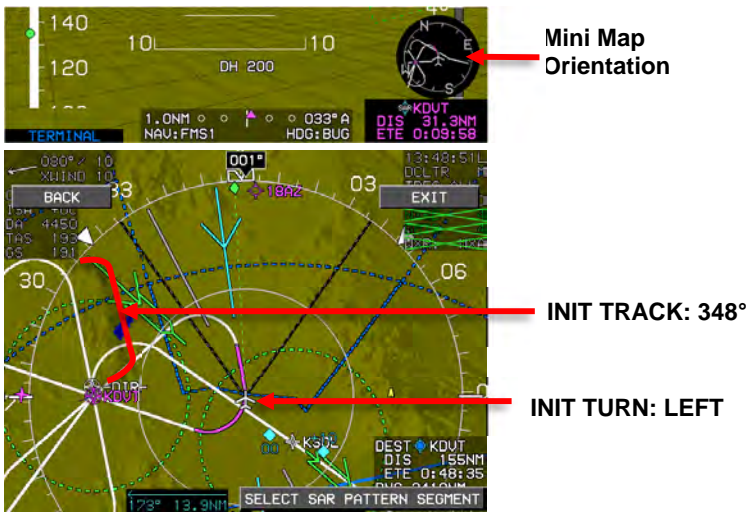 140
10
10
120
DH 200
N
E
W
S
Mini Map
Orientation
1.0NM
033°A
TERMINAL
NAV:FMS1
HDG:BUG
KDVT
DIS 31.3NM
ETE 0:09:58
080°/ 10
XWIND 10
001°
18AZ
13:48:51L
DCLTR M
BACK
33
03
EXIT
DA 4450
TAS 193
GS 191
30
06
INIT TRACK: 348°
DTR
KDVT
INIT TURN: LEFT
KSDL
DEST KDVT
DIS 155NM
ETE 0:48:35
173° 13.9NM
SELECT SAR PATTERN SEGMENT